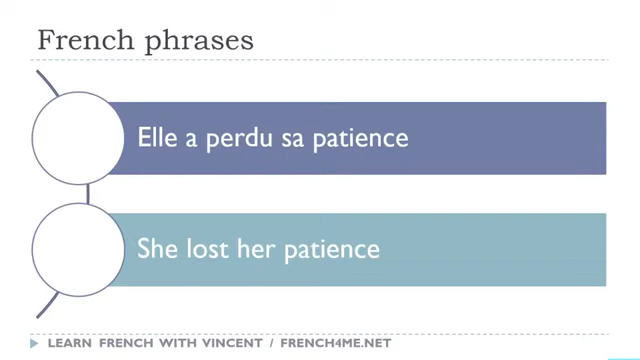 French phrases
Elle a perdu sa patience
She lost her patience
LEARN FRENCH WITH VINCENT / FRENCH4ME.NET